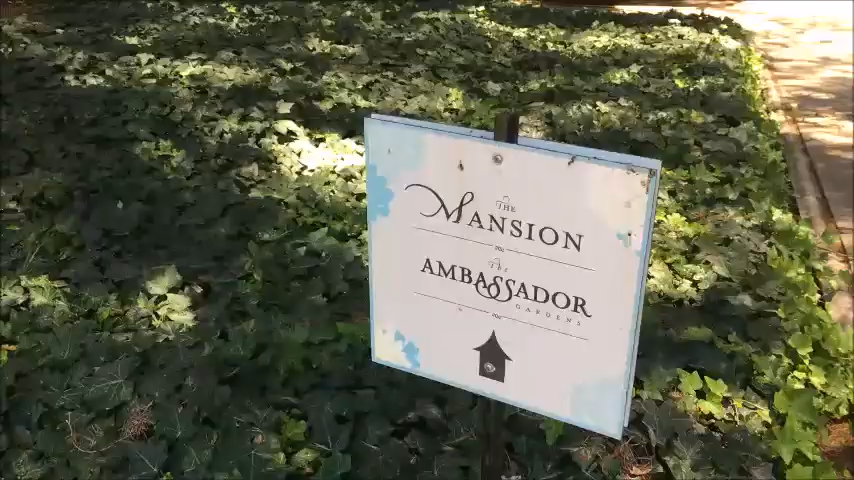 THE
MANSION
The
AMBASSADOR
GARDENS